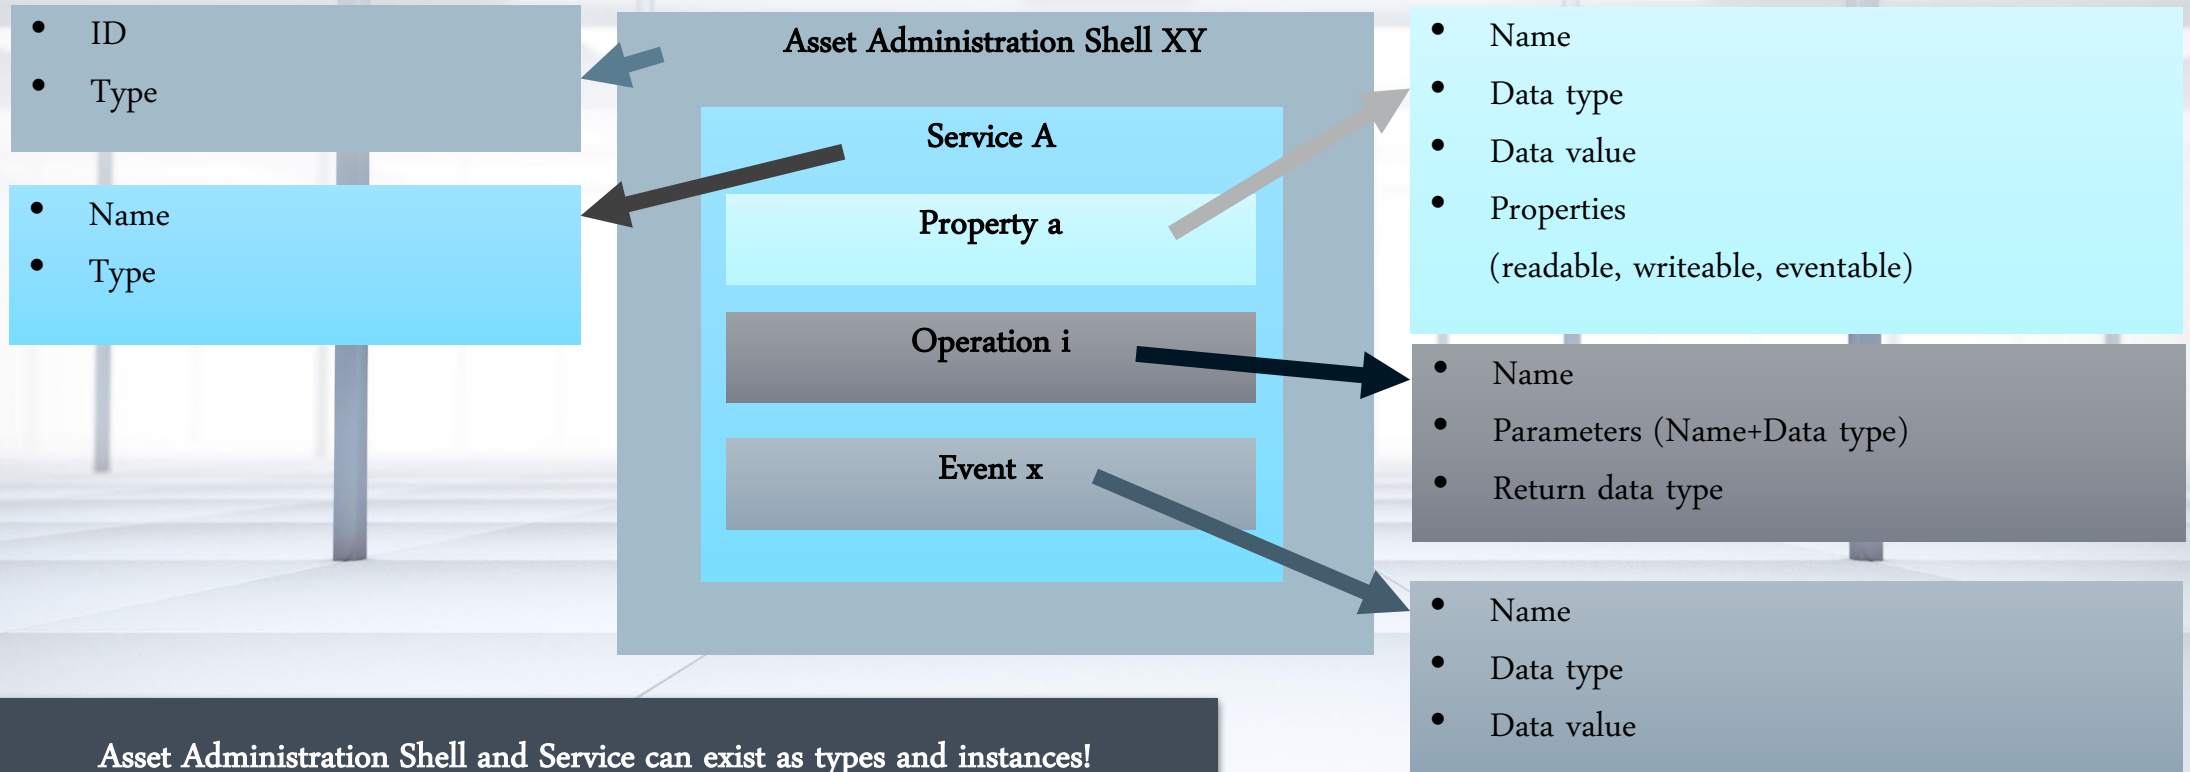 • ID
• Type
• Name
• Type
Asset Administration Shell XY
Service A
Property a
Operation i
Event x
• Name
• Data type
• Data value
• Properties
(readable, writeable, eventable)
• Name
• Parameters (Name+Data type)
• Return data type
• Name
• Data type
• Data value
Asset Administration Shell and Service can exist as types and instances!